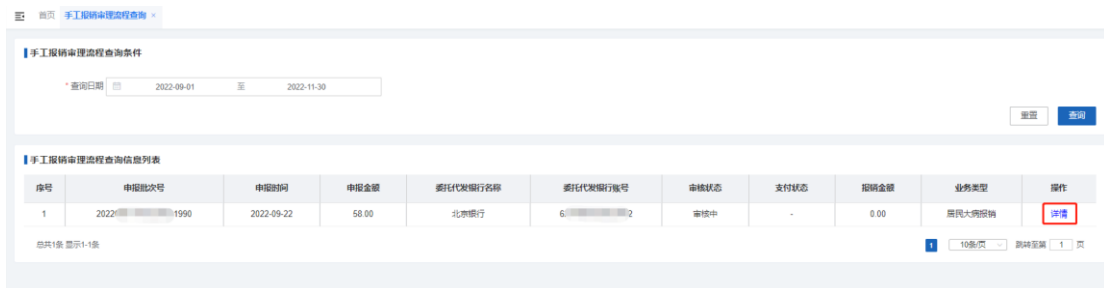 首页 手工报销审理流程查询 ×
手工报销审理流程查询条件
* 查询日期 2022-09-01 至 2022-11-30
重置 查询
手工报销审理流程查询信息列表
序号 申报批次号 申报时间 申报金额 委托代发银行名称 委托代发银行账号 审核状态 支付状态 报销金额 业务类型 操作
1 2022 1990 2022-09-22 58.00 北京银行 6 2 审核中 - 0.00 居民大病报销 详情
总共1条 显示1-1条 1 10条/页 跳转至第 1 页